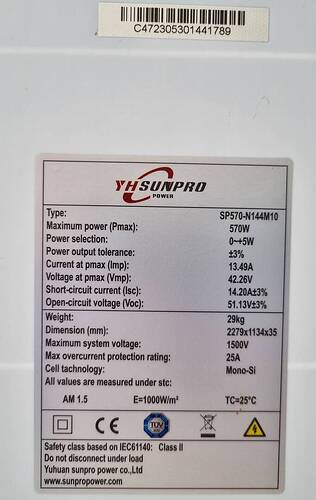 C472305301441789
YHSUNPRO
POWER
Type: SP570-N144M10
Maximum power (Pmax): 570W
Power selection: 0~+5W
Power output tolerance: ±3%
Current at pmax (Imp): 13.49A
Voltage at pmax (Vmp): 42.26V
Short-circuit current (Isc): 14.20A±3%
Open-circuit voltage (Voc): 51.13V±3%
Weight: 29kg
Dimension (mm): 2279x1134x35
Maximum system voltage: 1500V
Max overcurrent protection rating: 25A
Cell tachnology: Mono-Si
All values are measured under stc:
AM 1.5 E=1000W/m² TC=25°C
CE TÜV
Safety class based on IEC61140: Class II
Do not disconnect under load
Yuhuan sunpro power co.,Ltd
www.sunpropower.com